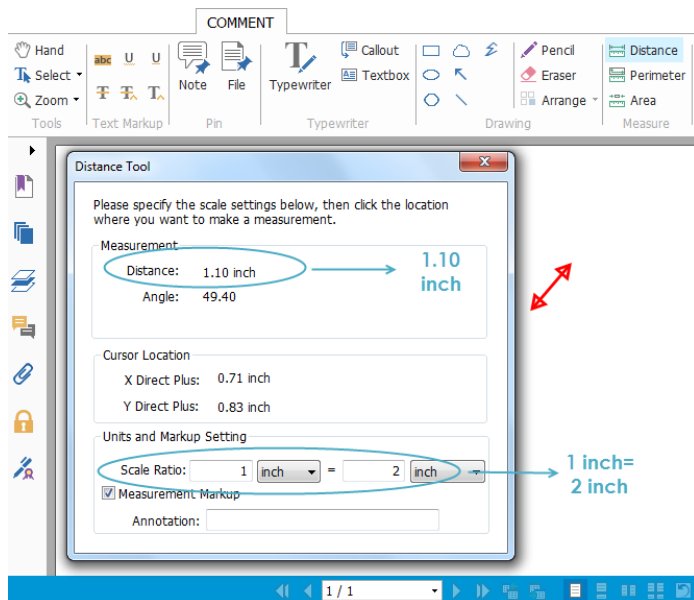 COMMENT
Hand
Select
Zoom
Tools
abc U U
T T T
Text Markup
Note
File
Pin
Typewriter
Callout
Textbox
Typewriter
Pencil
Eraser
Arrange
Drawing
Distance
Perimeter
Area
Measure
Distance Tool
Please specify the scale settings below, then click the location
where you want to make a measurement.
Measurement
Distance: 1.10 inch
Angle: 49.40
1.10
inch
Cursor Location
X Direct Plus: 0.71 inch
Y Direct Plus: 0.83 inch
Units and Markup Setting
Scale Ratio: 1 inch = 2 inch
1 inch=
2 inch
Measurement Markup
Annotation:
1 / 1